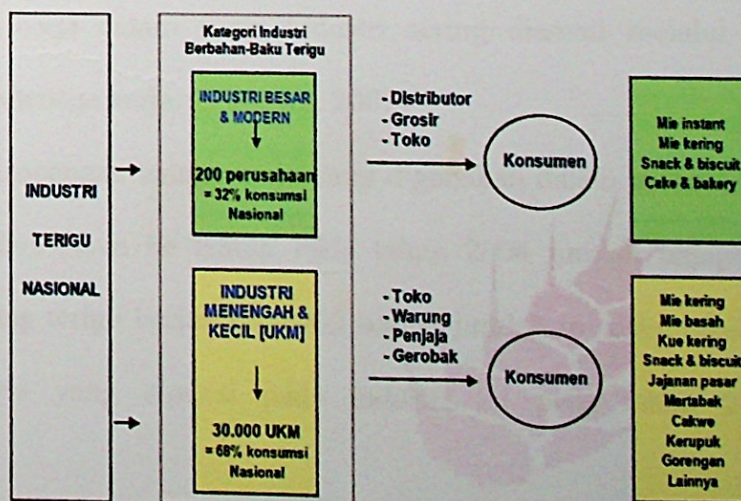 INDUSTRI
TERIGU
NASIONAL
Kategori Industri
Berbahan-Baku Terigu
INDUSTRI BESAR
& MODERN
200 perusahaan
= 32% konsumsi
Nasional
- Distributor
- Grosir
- Toko
Konsumen
Mie instant
Mie kering
Snack & biscuit
Cake & bakery
INDUSTRI
MENENGAH &
KECIL [UKM]
30.000 UKM
= 68% konsumsi
Nasional
- Toko
- Warung
- Penjaja
- Gerobak
Konsumen
Mie kering
Mie basah
Kue kering
Snack & biscuit
Jajanan pasar
Martabak
Cakwe
Kerupuk
Gorengan
Lainnya